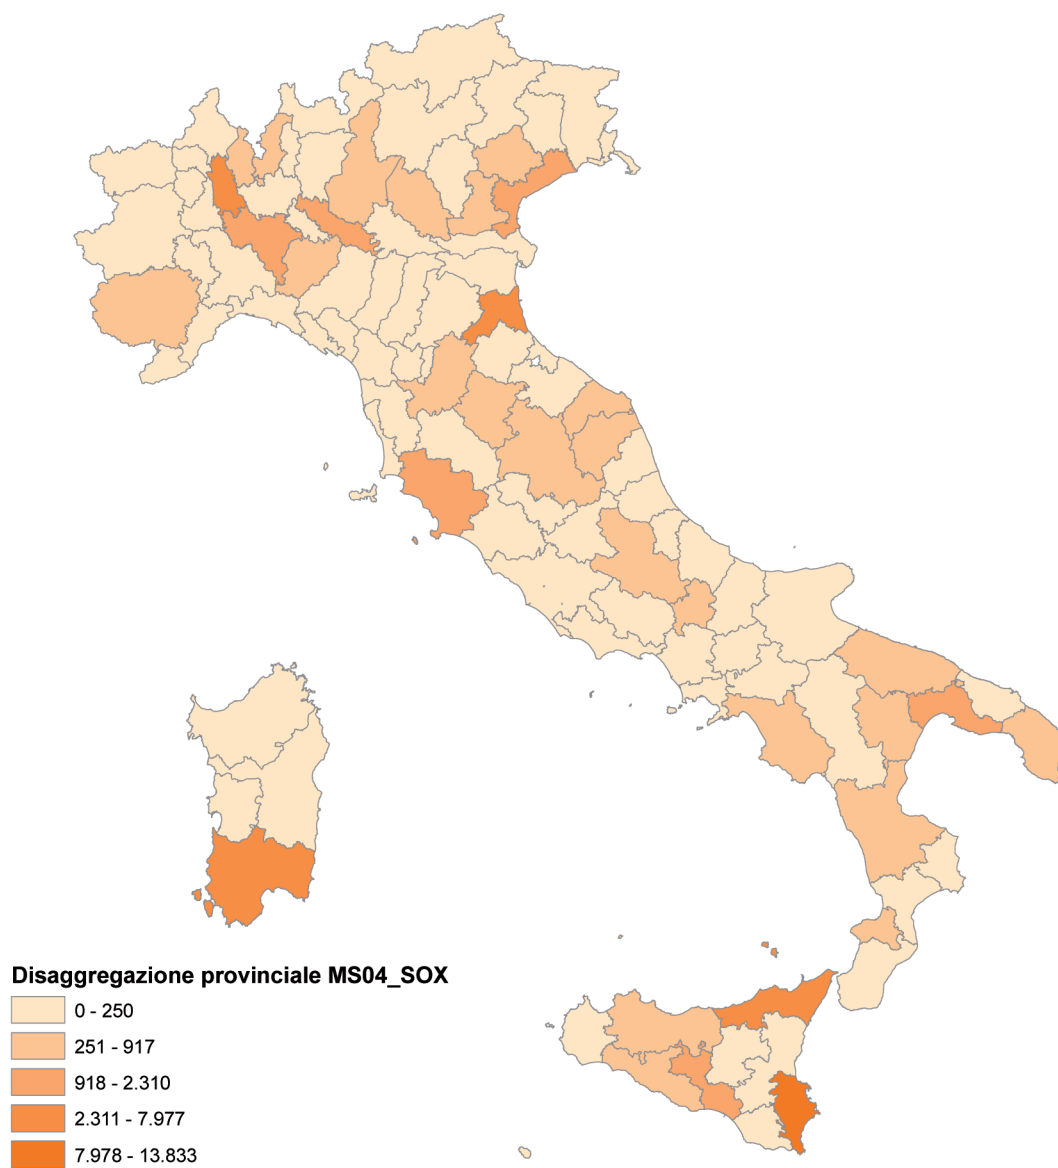 Disaggregazione provinciale MS04_SOX
0 - 250
251 - 917
918 - 2.310
2.311 - 7.977
7.978 - 13.833